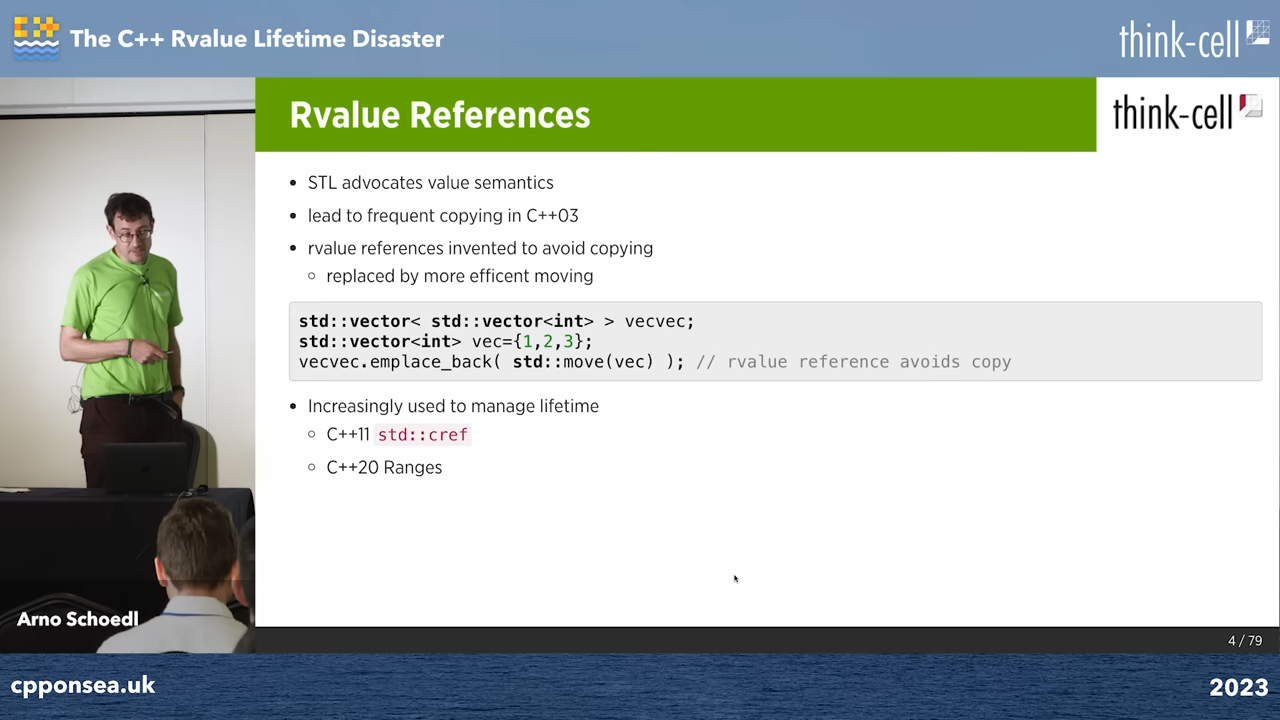 The C++ Rvalue Lifetime Disaster
think-cell
Rvalue References
think-cell
• STL advocates value semantics
• lead to frequent copying in C++03
• rvalue references invented to avoid copying
◦ replaced by more efficent moving
std::vector< std::vector<int> > vecvec;
std::vector<int> vec={1,2,3};
vecvec.emplace_back( std::move(vec) ); // rvalue reference avoids copy
• Increasingly used to manage lifetime
◦ C++11 std::cref
◦ C++20 Ranges
Arno Schoedl
4 / 79
cpponsea.uk
2023